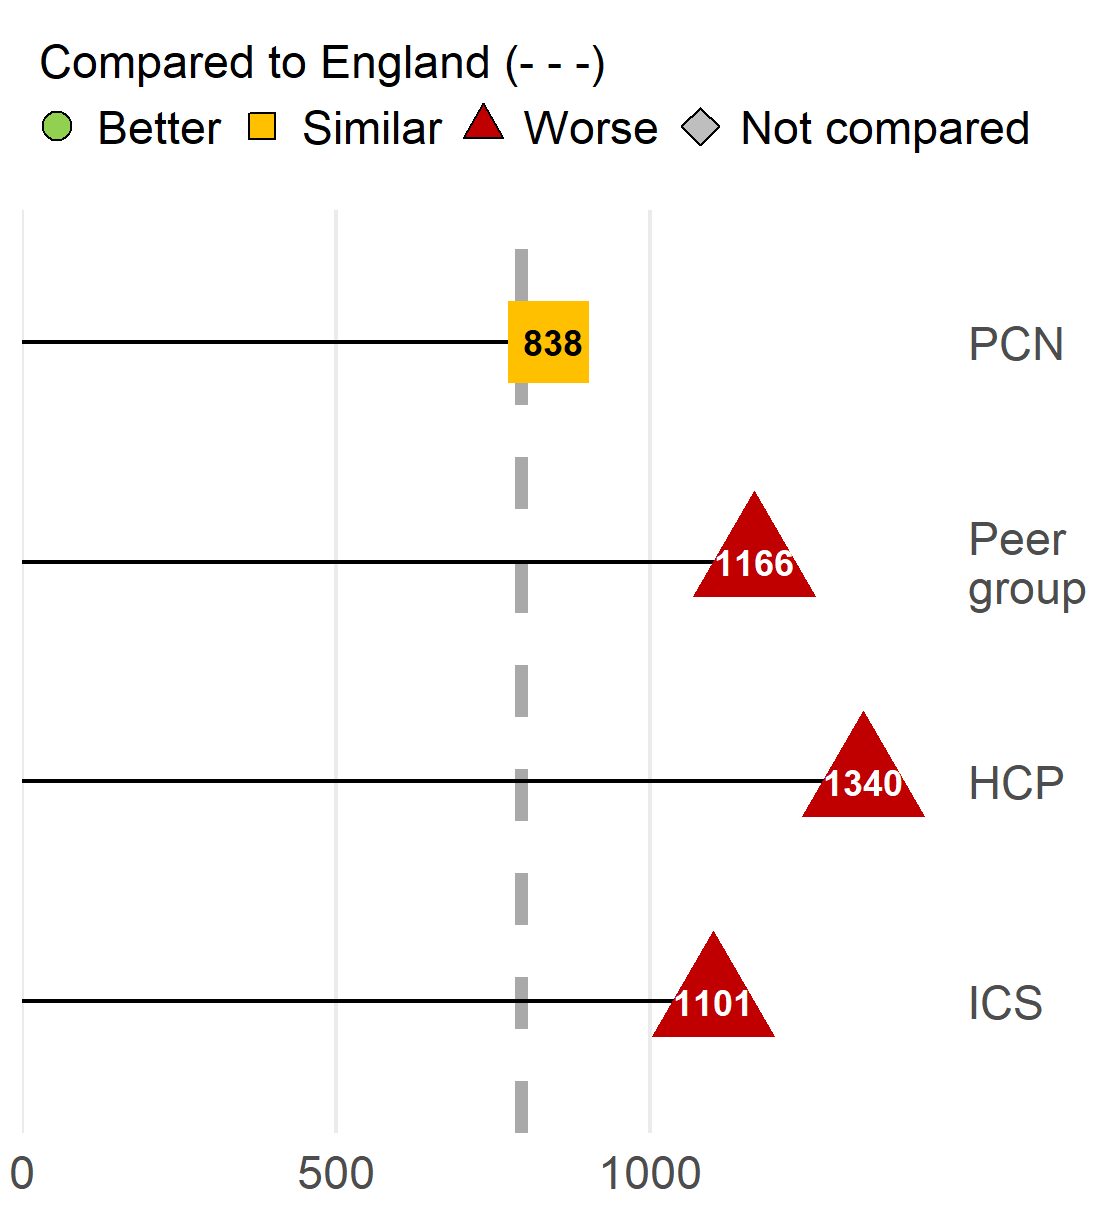 Compared to England (- - -)
Better Similar Worse Not compared
838 PCN
1166 Peer
group
1340 HCP
1101 ICS
0 500 1000